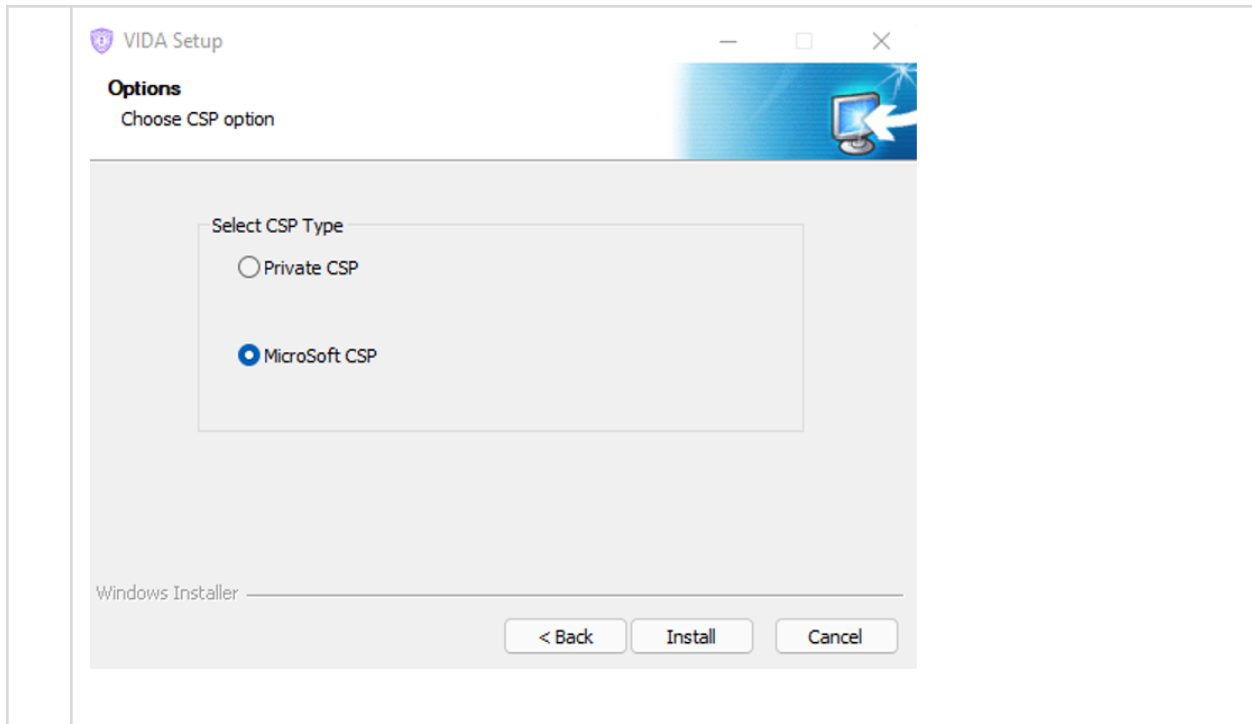 VIDA Setup
Options
Choose CSP option
Select CSP Type
Private CSP
MicroSoft CSP
Windows Installer
< Back
Install
Cancel